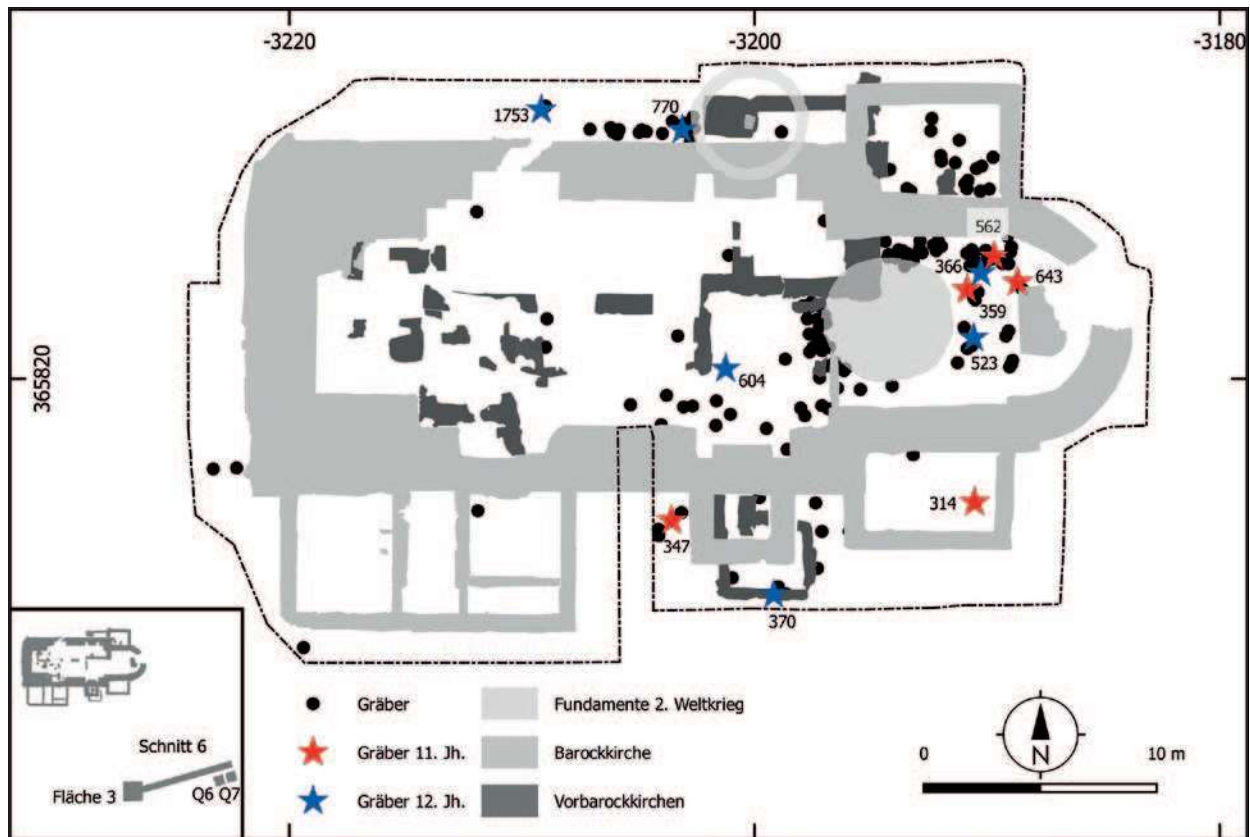 -3220
-3200
-3180
1753
770
562
366
643
359
365820
604
523
314
347
370
Schnitt 6
Fläche 3
Q6 Q7
Gräber
Fundamente 2. Weltkrieg
Gräber 11. Jh.
Barockkirche
Gräber 12. Jh.
Vorbarockkirchen
N
0
10 m